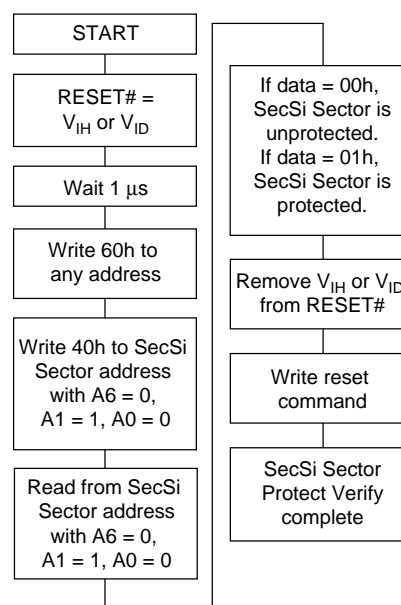 START
RESET# =
VIH or VID
Wait 1 μs
Write 60h to
any address
Write 40h to SecSi
Sector address
with A6 = 0,
A1 = 1, A0 = 0
Read from SecSi
Sector address
with A6 = 0,
A1 = 1, A0 = 0
If data = 00h,
SecSi Sector is
unprotected.
If data = 01h,
SecSi Sector is
protected.
Remove VIH or VID
from RESET#
Write reset
command
SecSi Sector
Protect Verify
complete